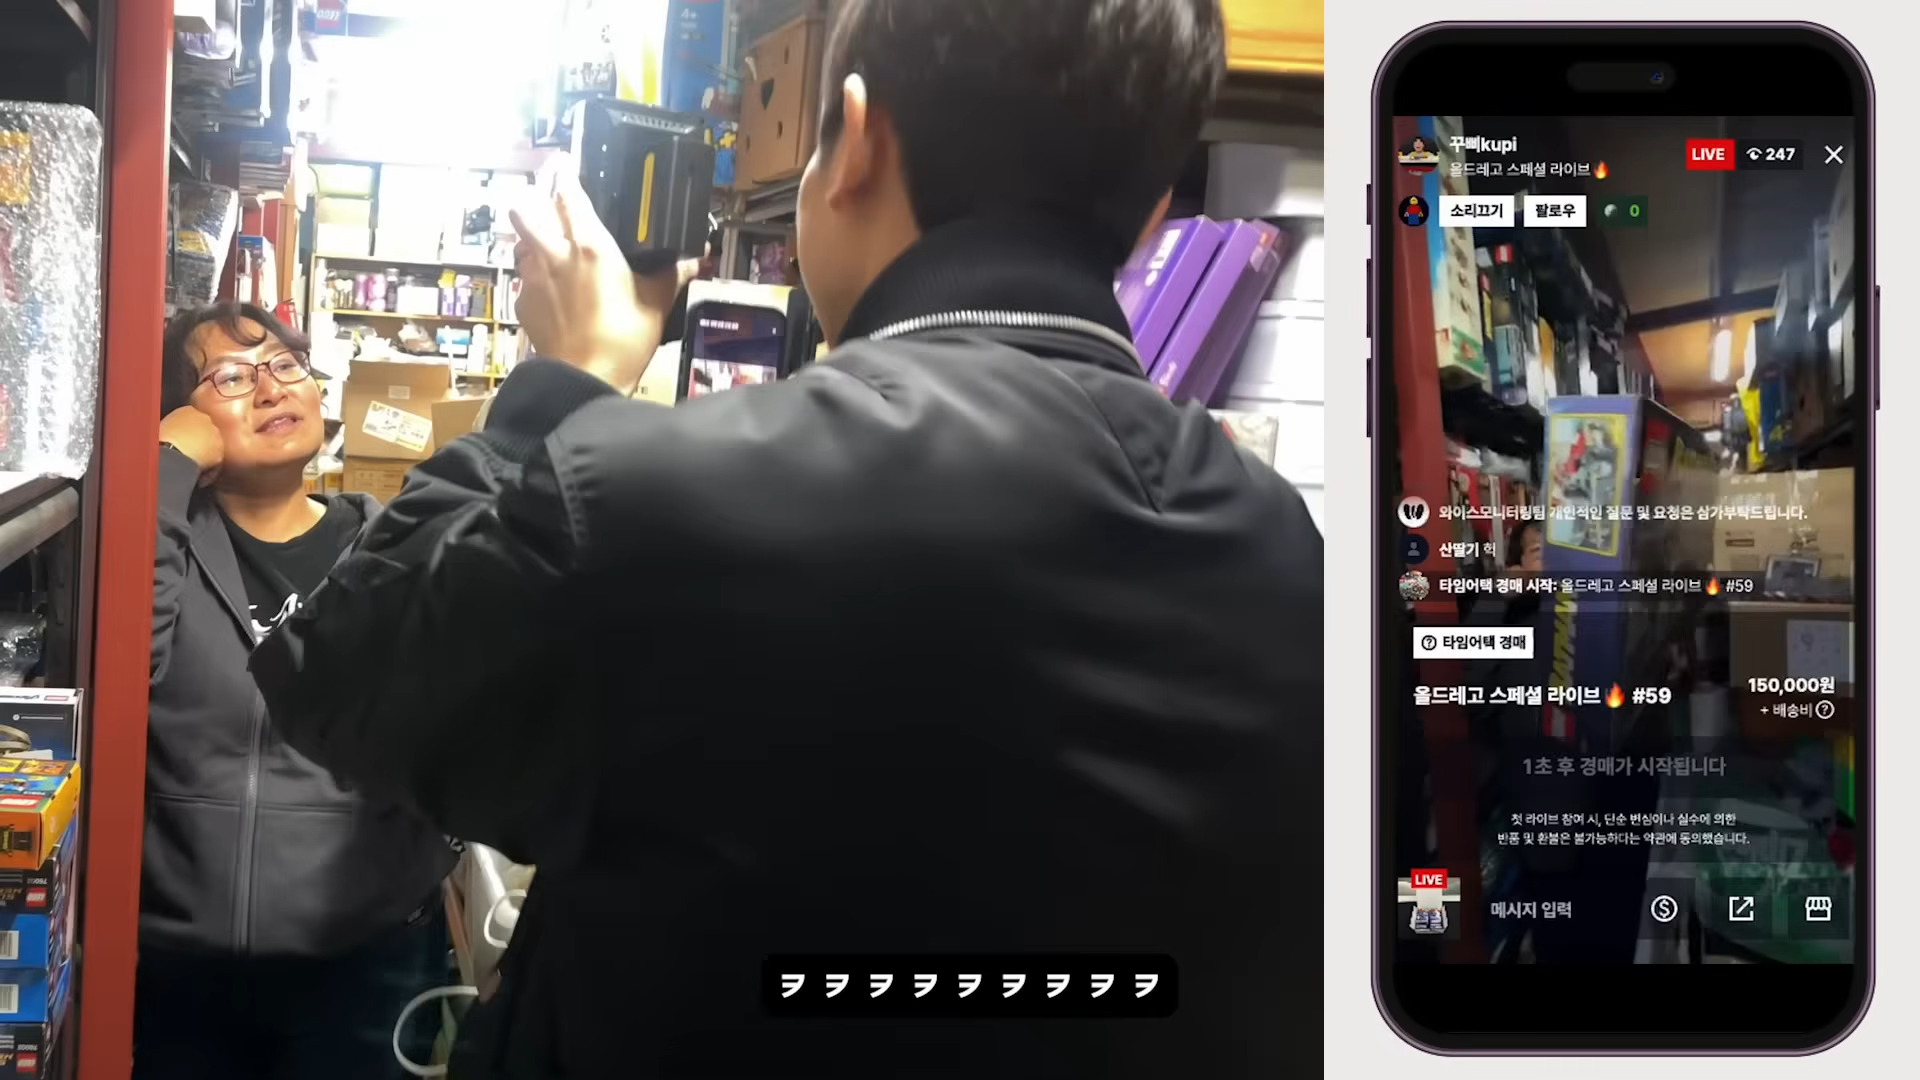 ㅋㅋㅋㅋㅋㅋㅋㅋㅋ
꾸삐kupi
올드레고 스페셜 라이브🔥
LIVE
247
소리끄기
팔로우
0
와이스모니터링팀 개인적인 질문 및 요청은 삼가부탁드립니다.
산딸기 헉
타임어택 경매 시작: 올드레고 스페셜 라이브🔥 #59
타임어택 경매
올드레고 스페셜 라이브🔥 #59
150,000원
+ 배송비
1초 후 경매가 시작됩니다
첫 라이브 참여 시, 단순 변심이나 실수에 의한
반품 및 환불은 불가능하다는 약관에 동의했습니다.
LIVE
메시지 입력
BATMAN